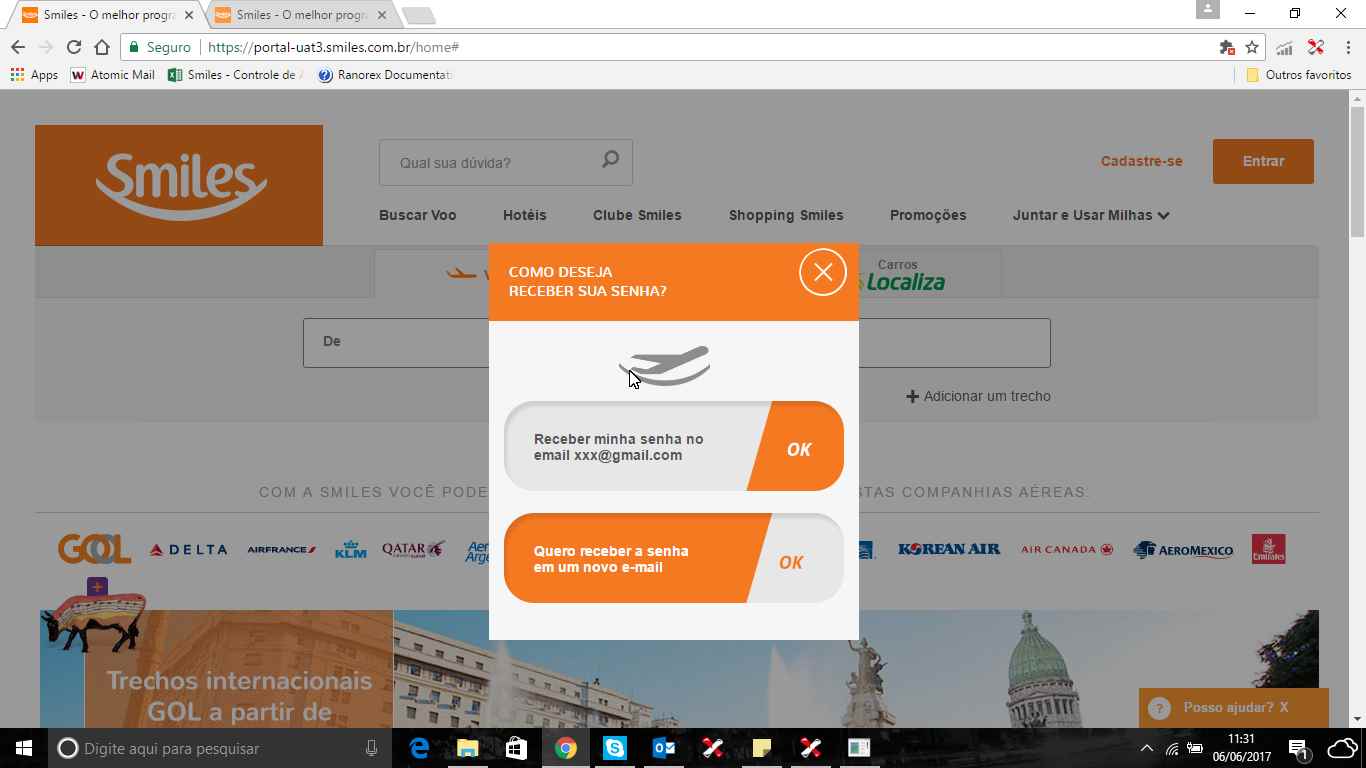 Smiles - O melhor progra
Smiles - O melhor progra
Seguro
https://portal-uat3.smiles.com.br/home#
Apps
Atomic Mail
Smiles - Controle de
Ranorex Documentati
Outros favoritos
Smiles
Qual sua dúvida?
Cadastre-se
Entrar
Buscar Voo
Hotéis
Clube Smiles
Shopping Smiles
Promoções
Juntar e Usar Milhas
Carros
Localiza
COMO DESEJA
RECEBER SUA SENHA?
De
Adicionar um trecho
Receber minha senha no
email xxx@gmail.com
OK
Quero receber a senha
em um novo e-mail
OK
COM A SMILES VOCÊ PODE
STAS COMPANHIAS AÉREAS:
GOL
DELTA
AIRFRANCE
KLM
QATAR
KOREAN AIR
AIR CANADA
AEROMEXICO
Emirates
Trechos internacionais
GOL a partir de
Posso ajudar? X
Digite aqui para pesquisar
11:31
06/06/2017
1